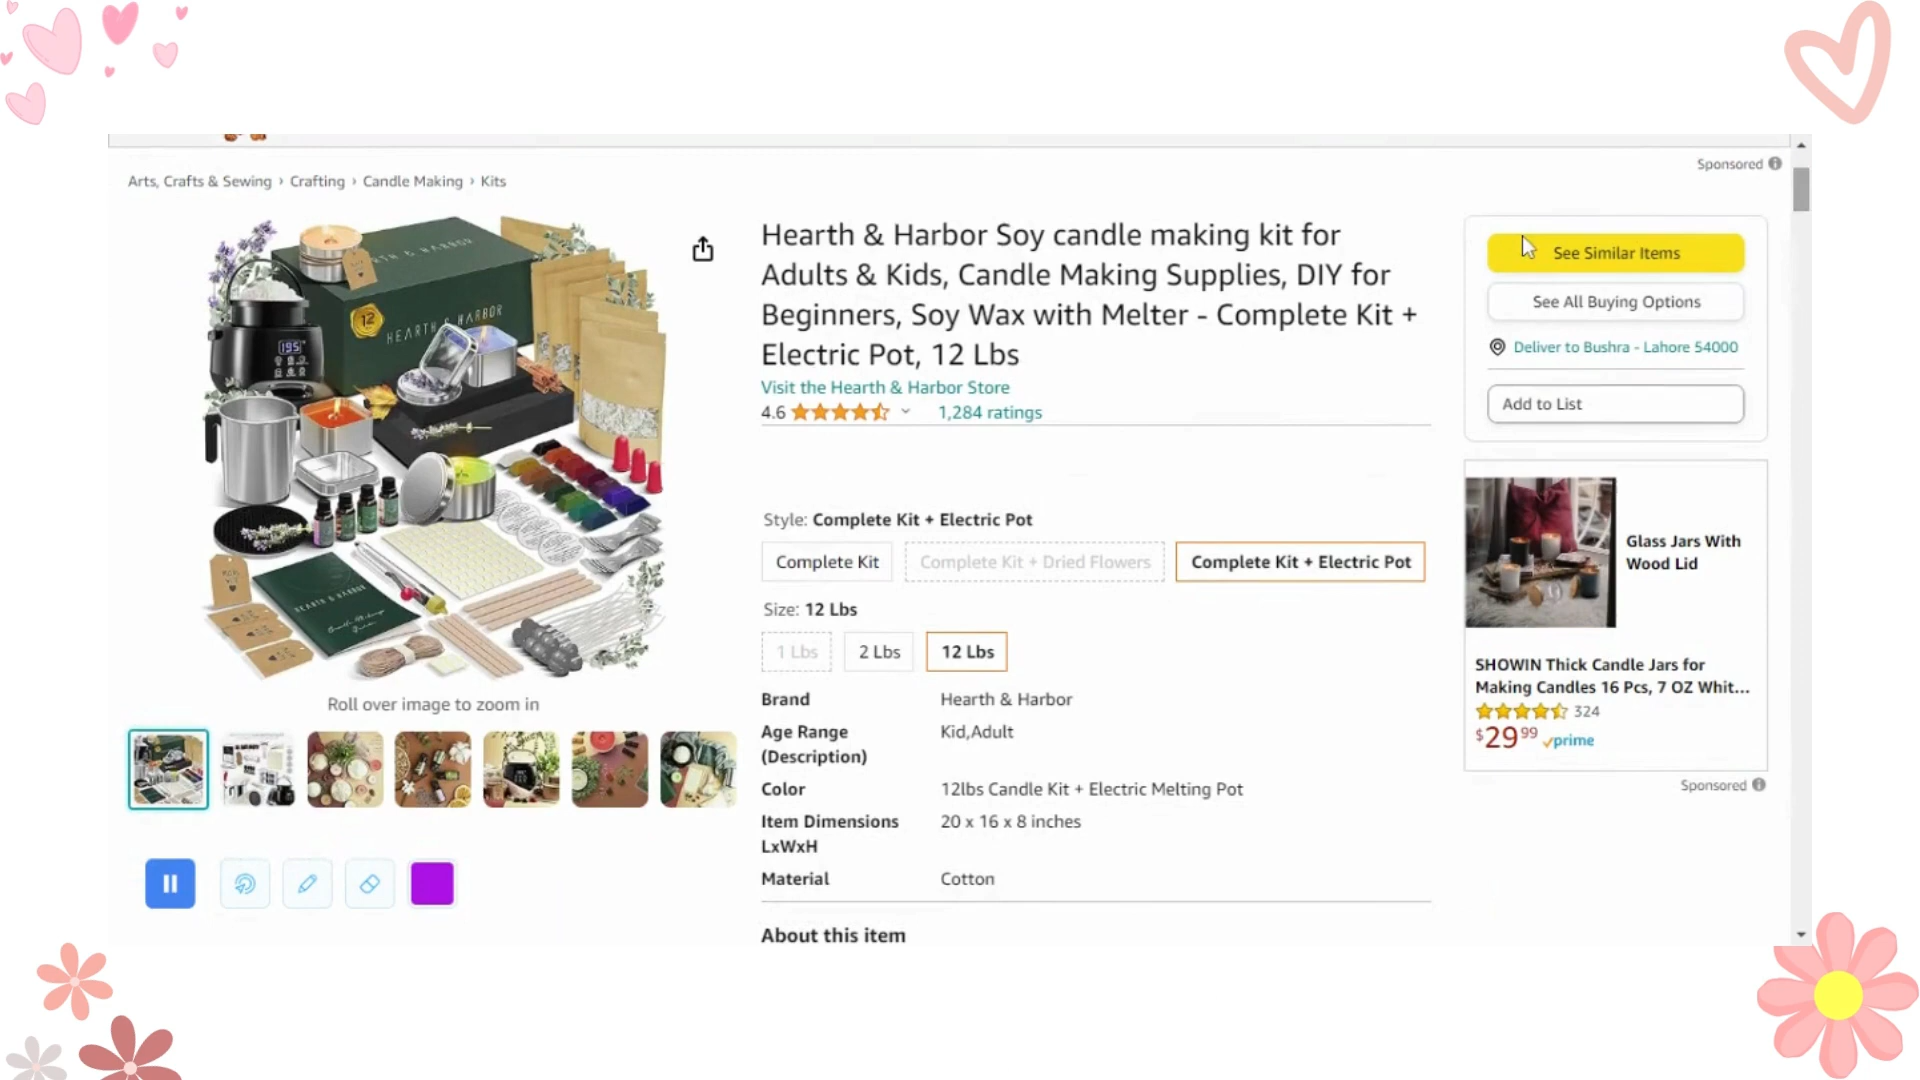 Sponsored
Arts, Crafts & Sewing › Crafting › Candle Making › Kits
HEARTH & HARBOR
12
195
HEARTH & HARBOR
Roll over image to zoom in
Hearth & Harbor Soy candle making kit for
Adults & Kids, Candle Making Supplies, DIY for
Beginners, Soy Wax with Melter - Complete Kit +
Electric Pot, 12 Lbs
Visit the Hearth & Harbor Store
4.6 1,284 ratings
Style: Complete Kit + Electric Pot
Complete Kit Complete Kit + Dried Flowers Complete Kit + Electric Pot
Size: 12 Lbs
1 Lbs 2 Lbs 12 Lbs
Brand Hearth & Harbor
Age Range Kid,Adult
(Description)
Color 12lbs Candle Kit + Electric Melting Pot
Item Dimensions 20 x 16 x 8 inches
LxWxH
Material Cotton
About this item
See Similar Items
See All Buying Options
Deliver to Bushra - Lahore 54000
Add to List
Glass Jars With
Wood Lid
SHOWIN Thick Candle Jars for
Making Candles 16 Pcs, 7 OZ Whit...
324
$29 99 prime
Sponsored